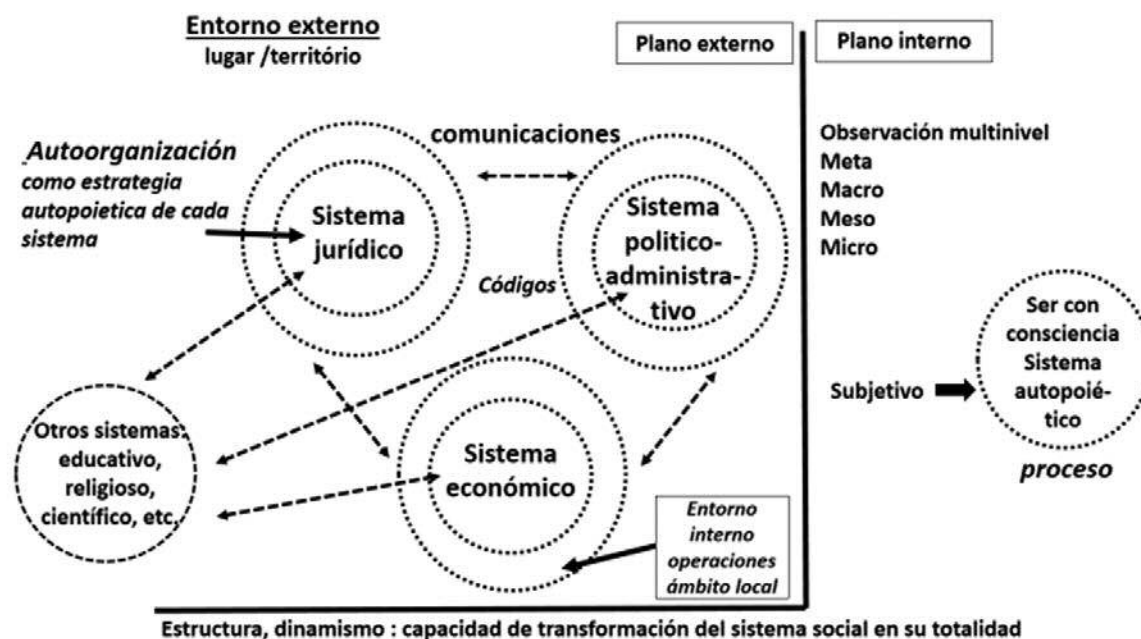 Entorno externo
lugar /território
Plano externo
Plano interno
Autoorganización
como estrategia
autopoietica de cada
sistema
comunicaciones
Sistema
jurídico
Sistema
politico-
administra-
tivo
Códigos
Otros sistemas:
educativo,
religioso,
científico, etc.
Sistema
económico
Entorno
interno
operaciones
ámbito local
Observación multinivel
Meta
Macro
Meso
Micro
Subjetivo
Ser con
consciencia
Sistema
autopoié-
tico
proceso
Estructura, dinamismo : capacidad de transformación del sistema social en su totalidad